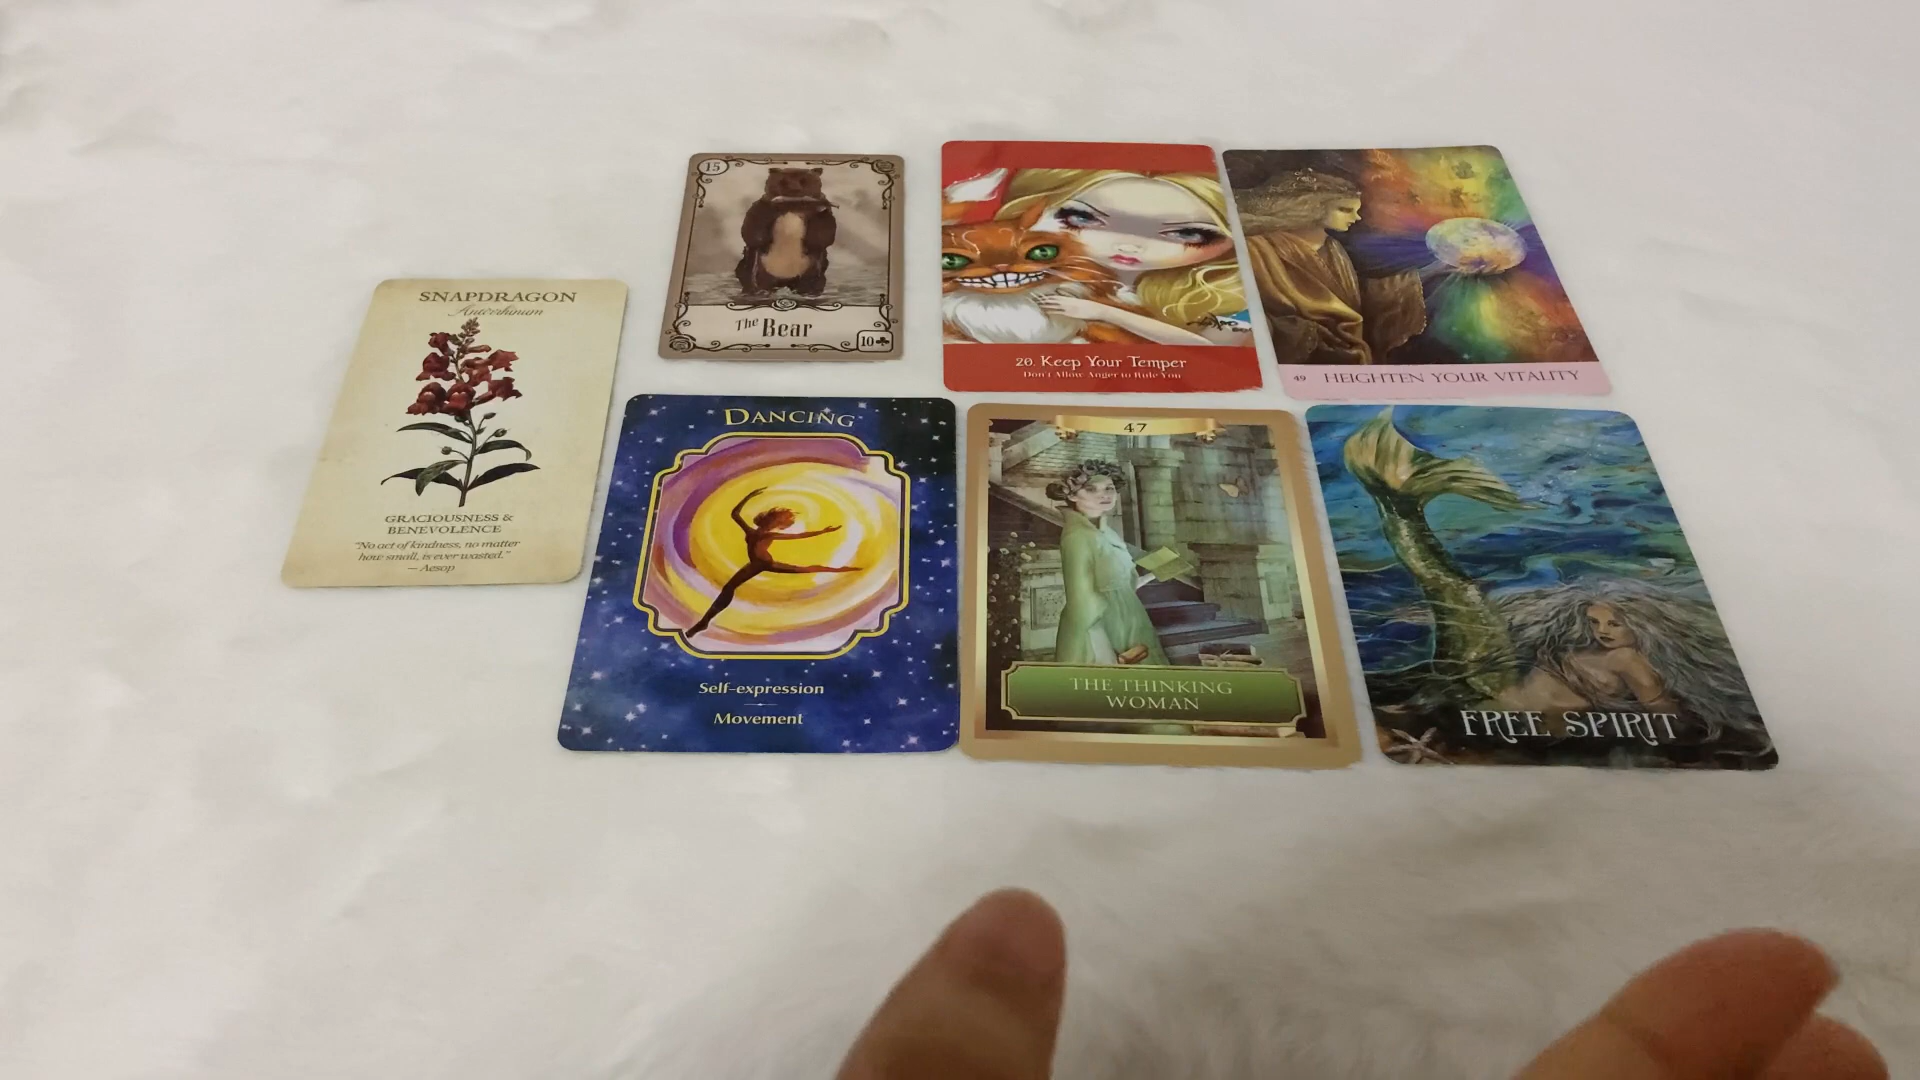 SNAPDRAGON
Antirrhinum
GRACIOUSNESS &
BENEVOLENCE
"No act of kindness, no matter
how small, is ever wasted."
— Aesop
15
The Bear
10♣
20. Keep Your Temper
Don't Allow Anger to Rule You
49 HEIGHTEN YOUR VITALITY
DANCING
Self-expression
Movement
47
THE THINKING
WOMAN
FREE SPIRIT